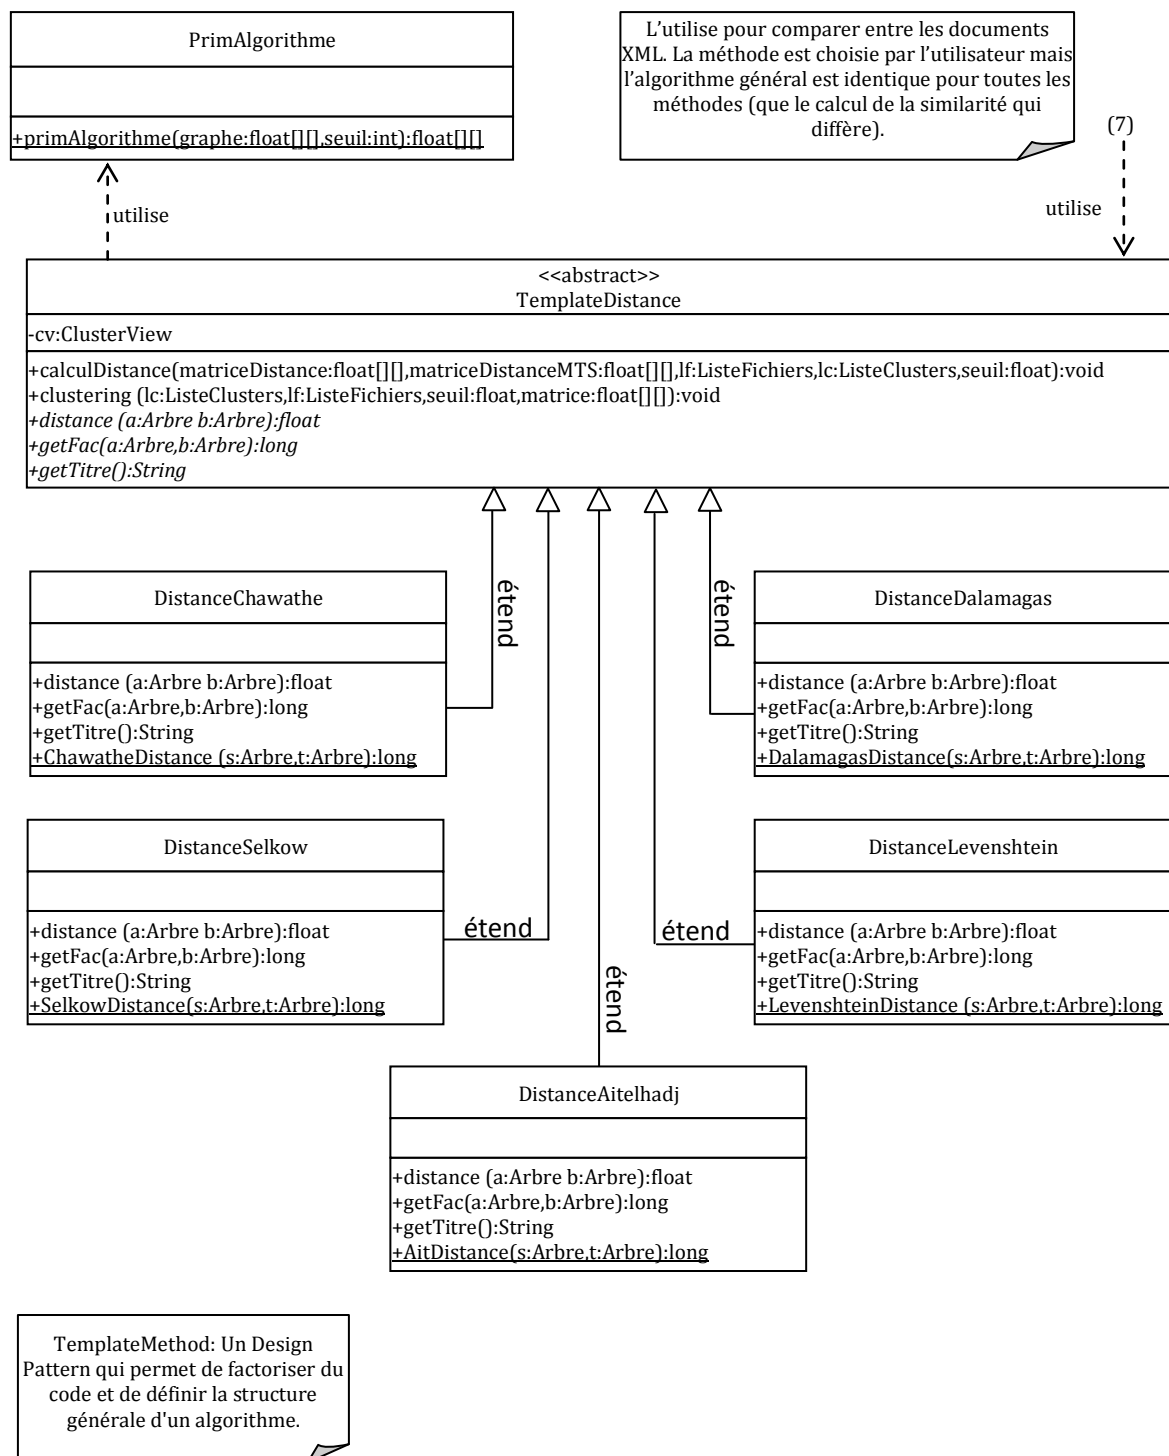 PrimAlgorithme
+primAlgorithme(graphe:float[][],seuil:int):float[][]
L'utilise pour comparer entre les documents
XML. La méthode est choisie par l'utilisateur mais
l'algorithme général est identique pour toutes les
méthodes (que le calcul de la similarité qui
diffère).
(7)
utilise
utilise
<<abstract>>
TemplateDistance
-cv:ClusterView
+calculDistance(matriceDistance:float[][],matriceDistanceMTS:float[][],lf:ListeFichiers,lc:ListeClusters,seuil:float):void
+clustering (lc:ListeClusters,lf:ListeFichiers,seuil:float,matrice:float[][]):void
+distance (a:Arbre b:Arbre):float
+getFac(a:Arbre,b:Arbre):long
+getTitre():String
DistanceChawathe
+distance (a:Arbre b:Arbre):float
+getFac(a:Arbre,b:Arbre):long
+getTitre():String
+ChawatheDistance (s:Arbre,t:Arbre):long
étend
étend
DistanceDalamagas
+distance (a:Arbre b:Arbre):float
+getFac(a:Arbre,b:Arbre):long
+getTitre():String
+DalamagasDistance(s:Arbre,t:Arbre):long
DistanceSelkow
+distance (a:Arbre b:Arbre):float
+getFac(a:Arbre,b:Arbre):long
+getTitre():String
+SelkowDistance(s:Arbre,t:Arbre):long
étend
étend
DistanceLevenshtein
+distance (a:Arbre b:Arbre):float
+getFac(a:Arbre,b:Arbre):long
+getTitre():String
+LevenshteinDistance (s:Arbre,t:Arbre):long
étend
DistanceAitelhadj
+distance (a:Arbre b:Arbre):float
+getFac(a:Arbre,b:Arbre):long
+getTitre():String
+AitDistance(s:Arbre,t:Arbre):long
TemplateMethod: Un Design
Pattern qui permet de factoriser du
code et de définir la structure
générale d'un algorithme.